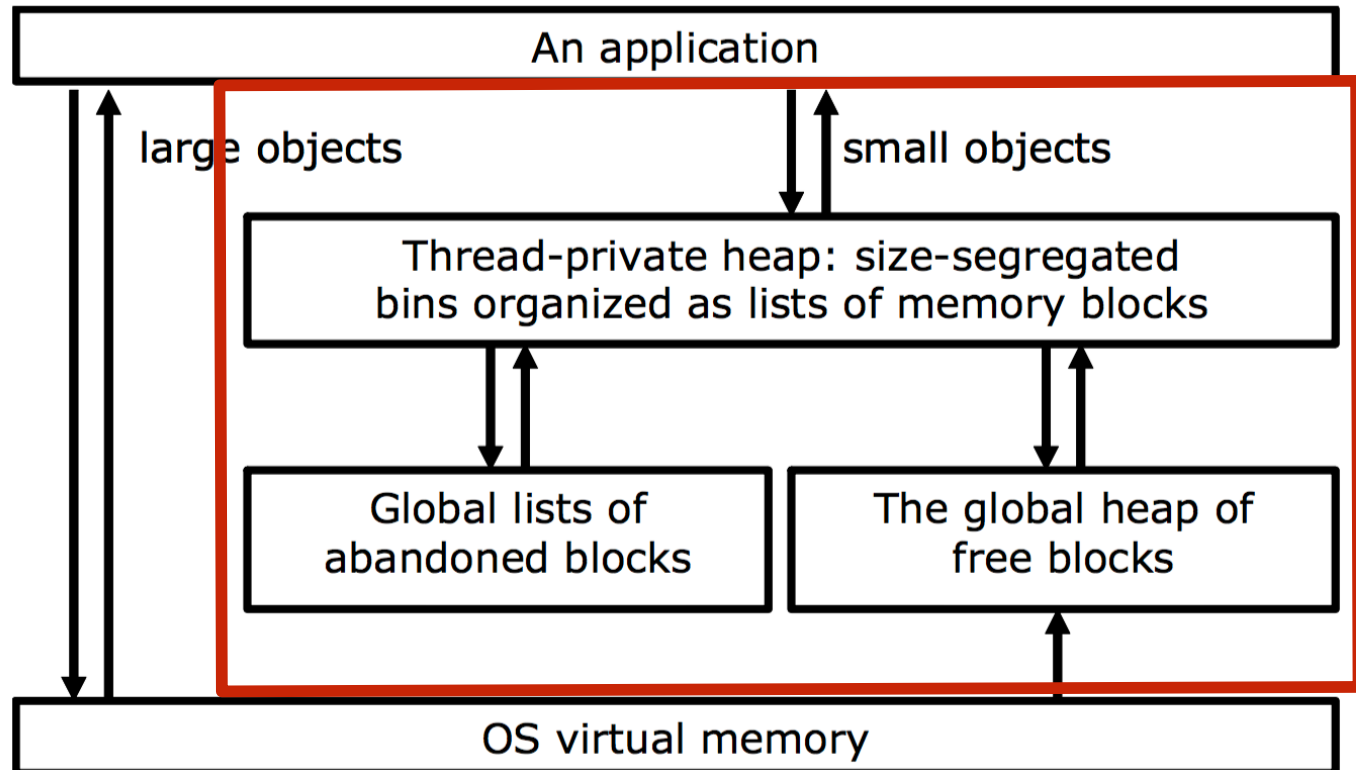 An application
large objects
small objects
Thread-private heap: size-segregated
bins organized as lists of memory blocks
Global lists of
abandoned blocks
The global heap of
free blocks
OS virtual memory